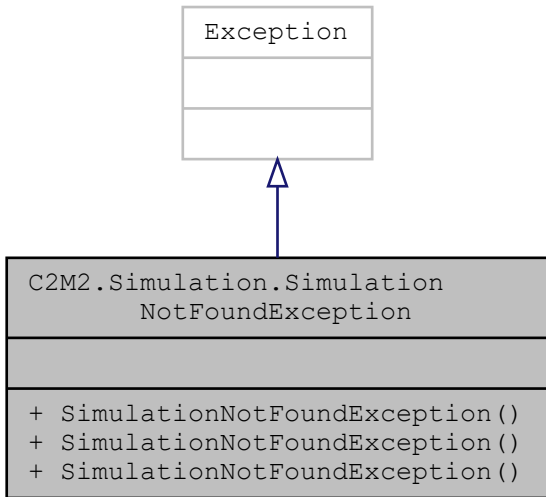 Exception
C2M2.Simulation.Simulation
NotFoundException
+ SimulationNotFoundException()
+ SimulationNotFoundException()
+ SimulationNotFoundException()